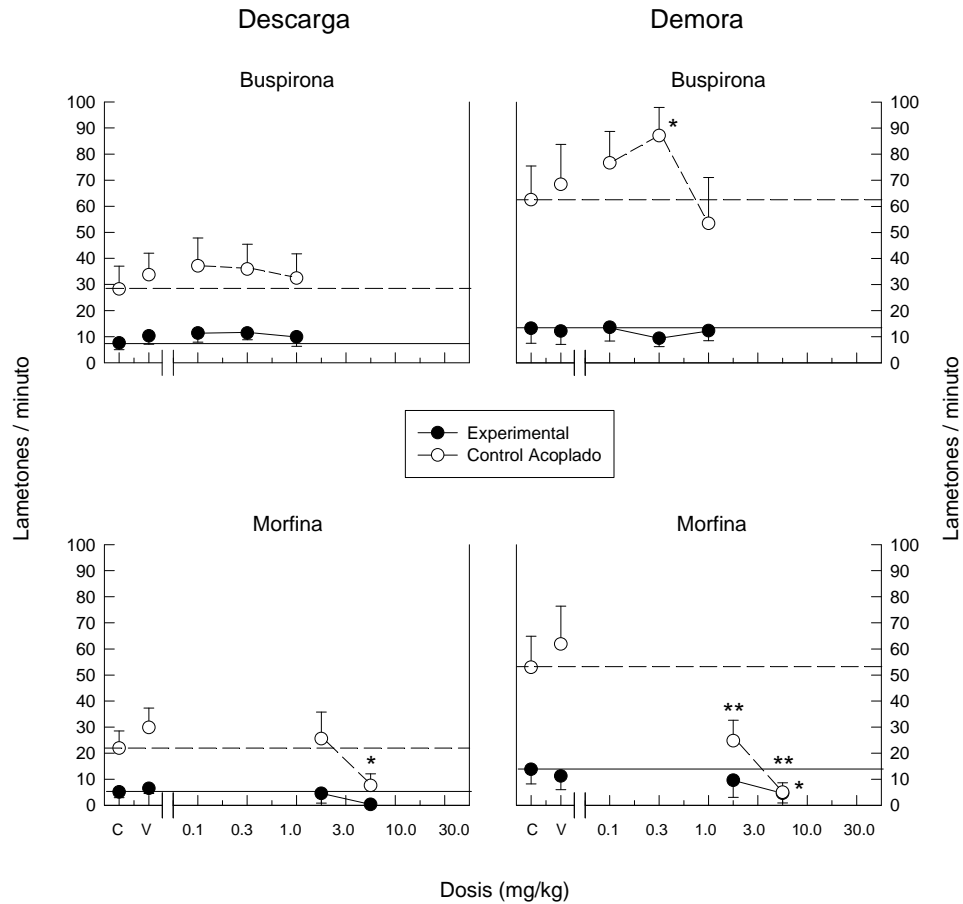 Descarga Demora
Buspirona Buspirona
100 100
90 90
80 80
70 70
60 60
50 50
40 40
30 30
20 20
10 10
0 0
*
Lametones / minuto
Lametones / minuto
Experimental
Control Acoplado
Morfina Morfina
100 100
90 90
80 80
70 70
60 60
50 50
40 40
30 30
20 20
10 10
0 0
* ** ** *
C V 0.1 0.3 1.0 3.0 10.0 30.0 C V 0.1 0.3 1.0 3.0 10.0 30.0
Dosis (mg/kg)